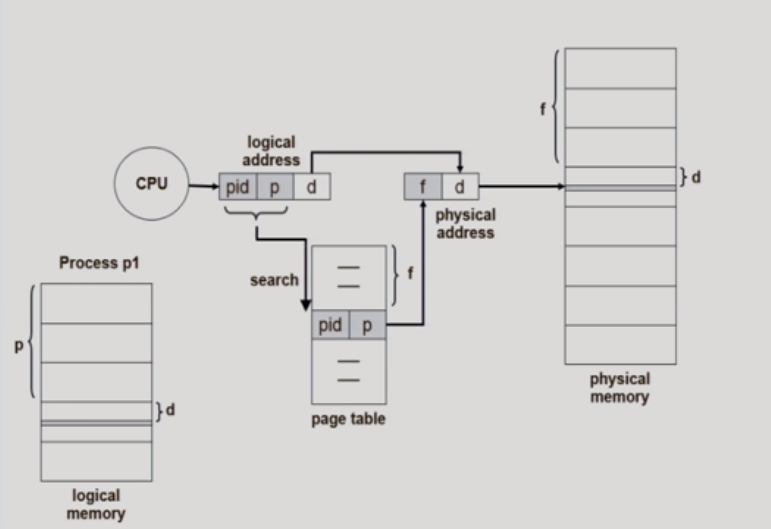 f
logical
address
CPU
pid p d
f d
d
physical
address
Process p1
search
f
pid p
p
d
page table
physical
memory
logical
memory